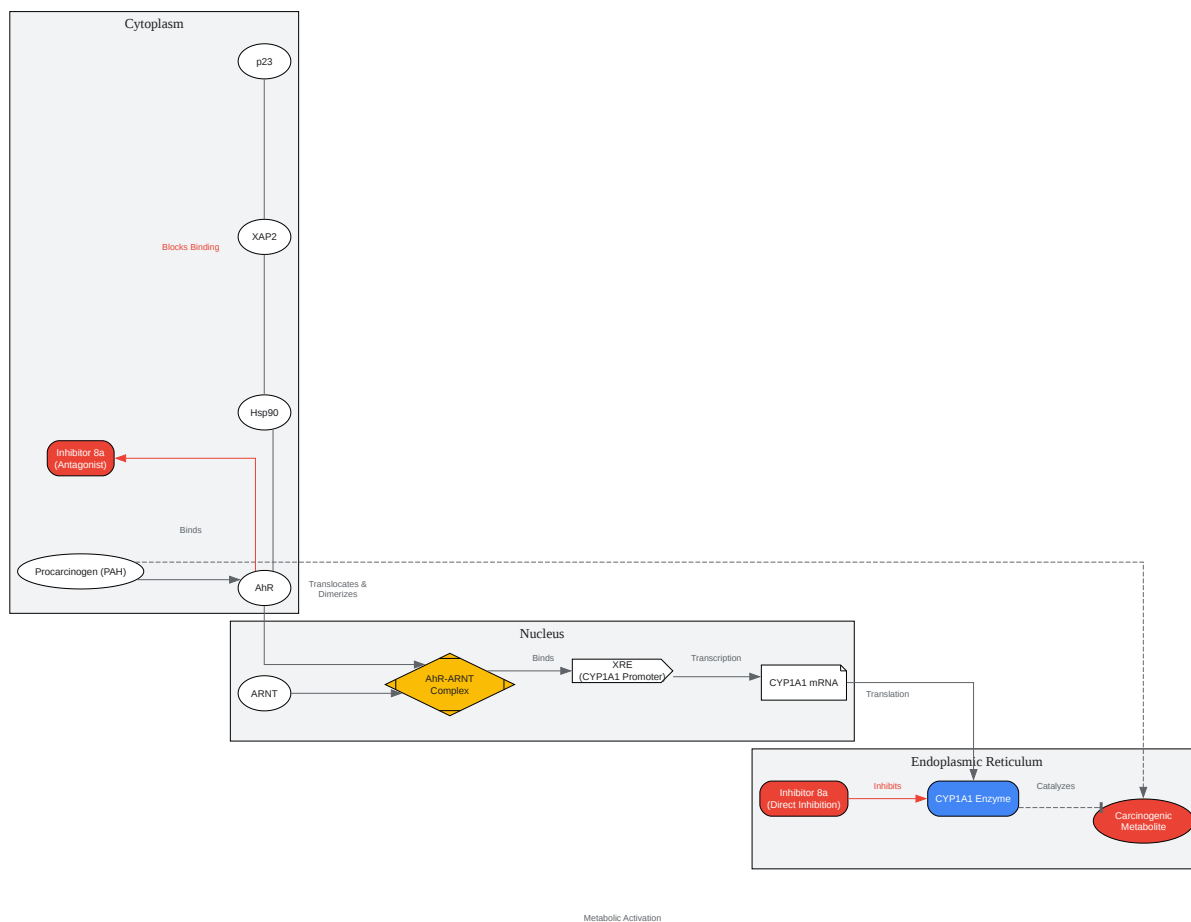 Cytoplasm
p23
XAP2
Blocks Binding
Hsp90
Inhibitor 8a
(Antagonist)
Binds
Procarcinogen (PAH)
AhR
Translocates &
Dimerizes
Nucleus
ARNT
AhR-ARNT
Complex
Binds
XRE
(CYP1A1 Promoter)
Transcription
CYP1A1 mRNA
Translation
Endoplasmic Reticulum
Inhibitor 8a
(Direct Inhibition)
Inhibits
CYP1A1 Enzyme
Catalyzes
Carcinogenic
Metabolite
Metabolic Activation